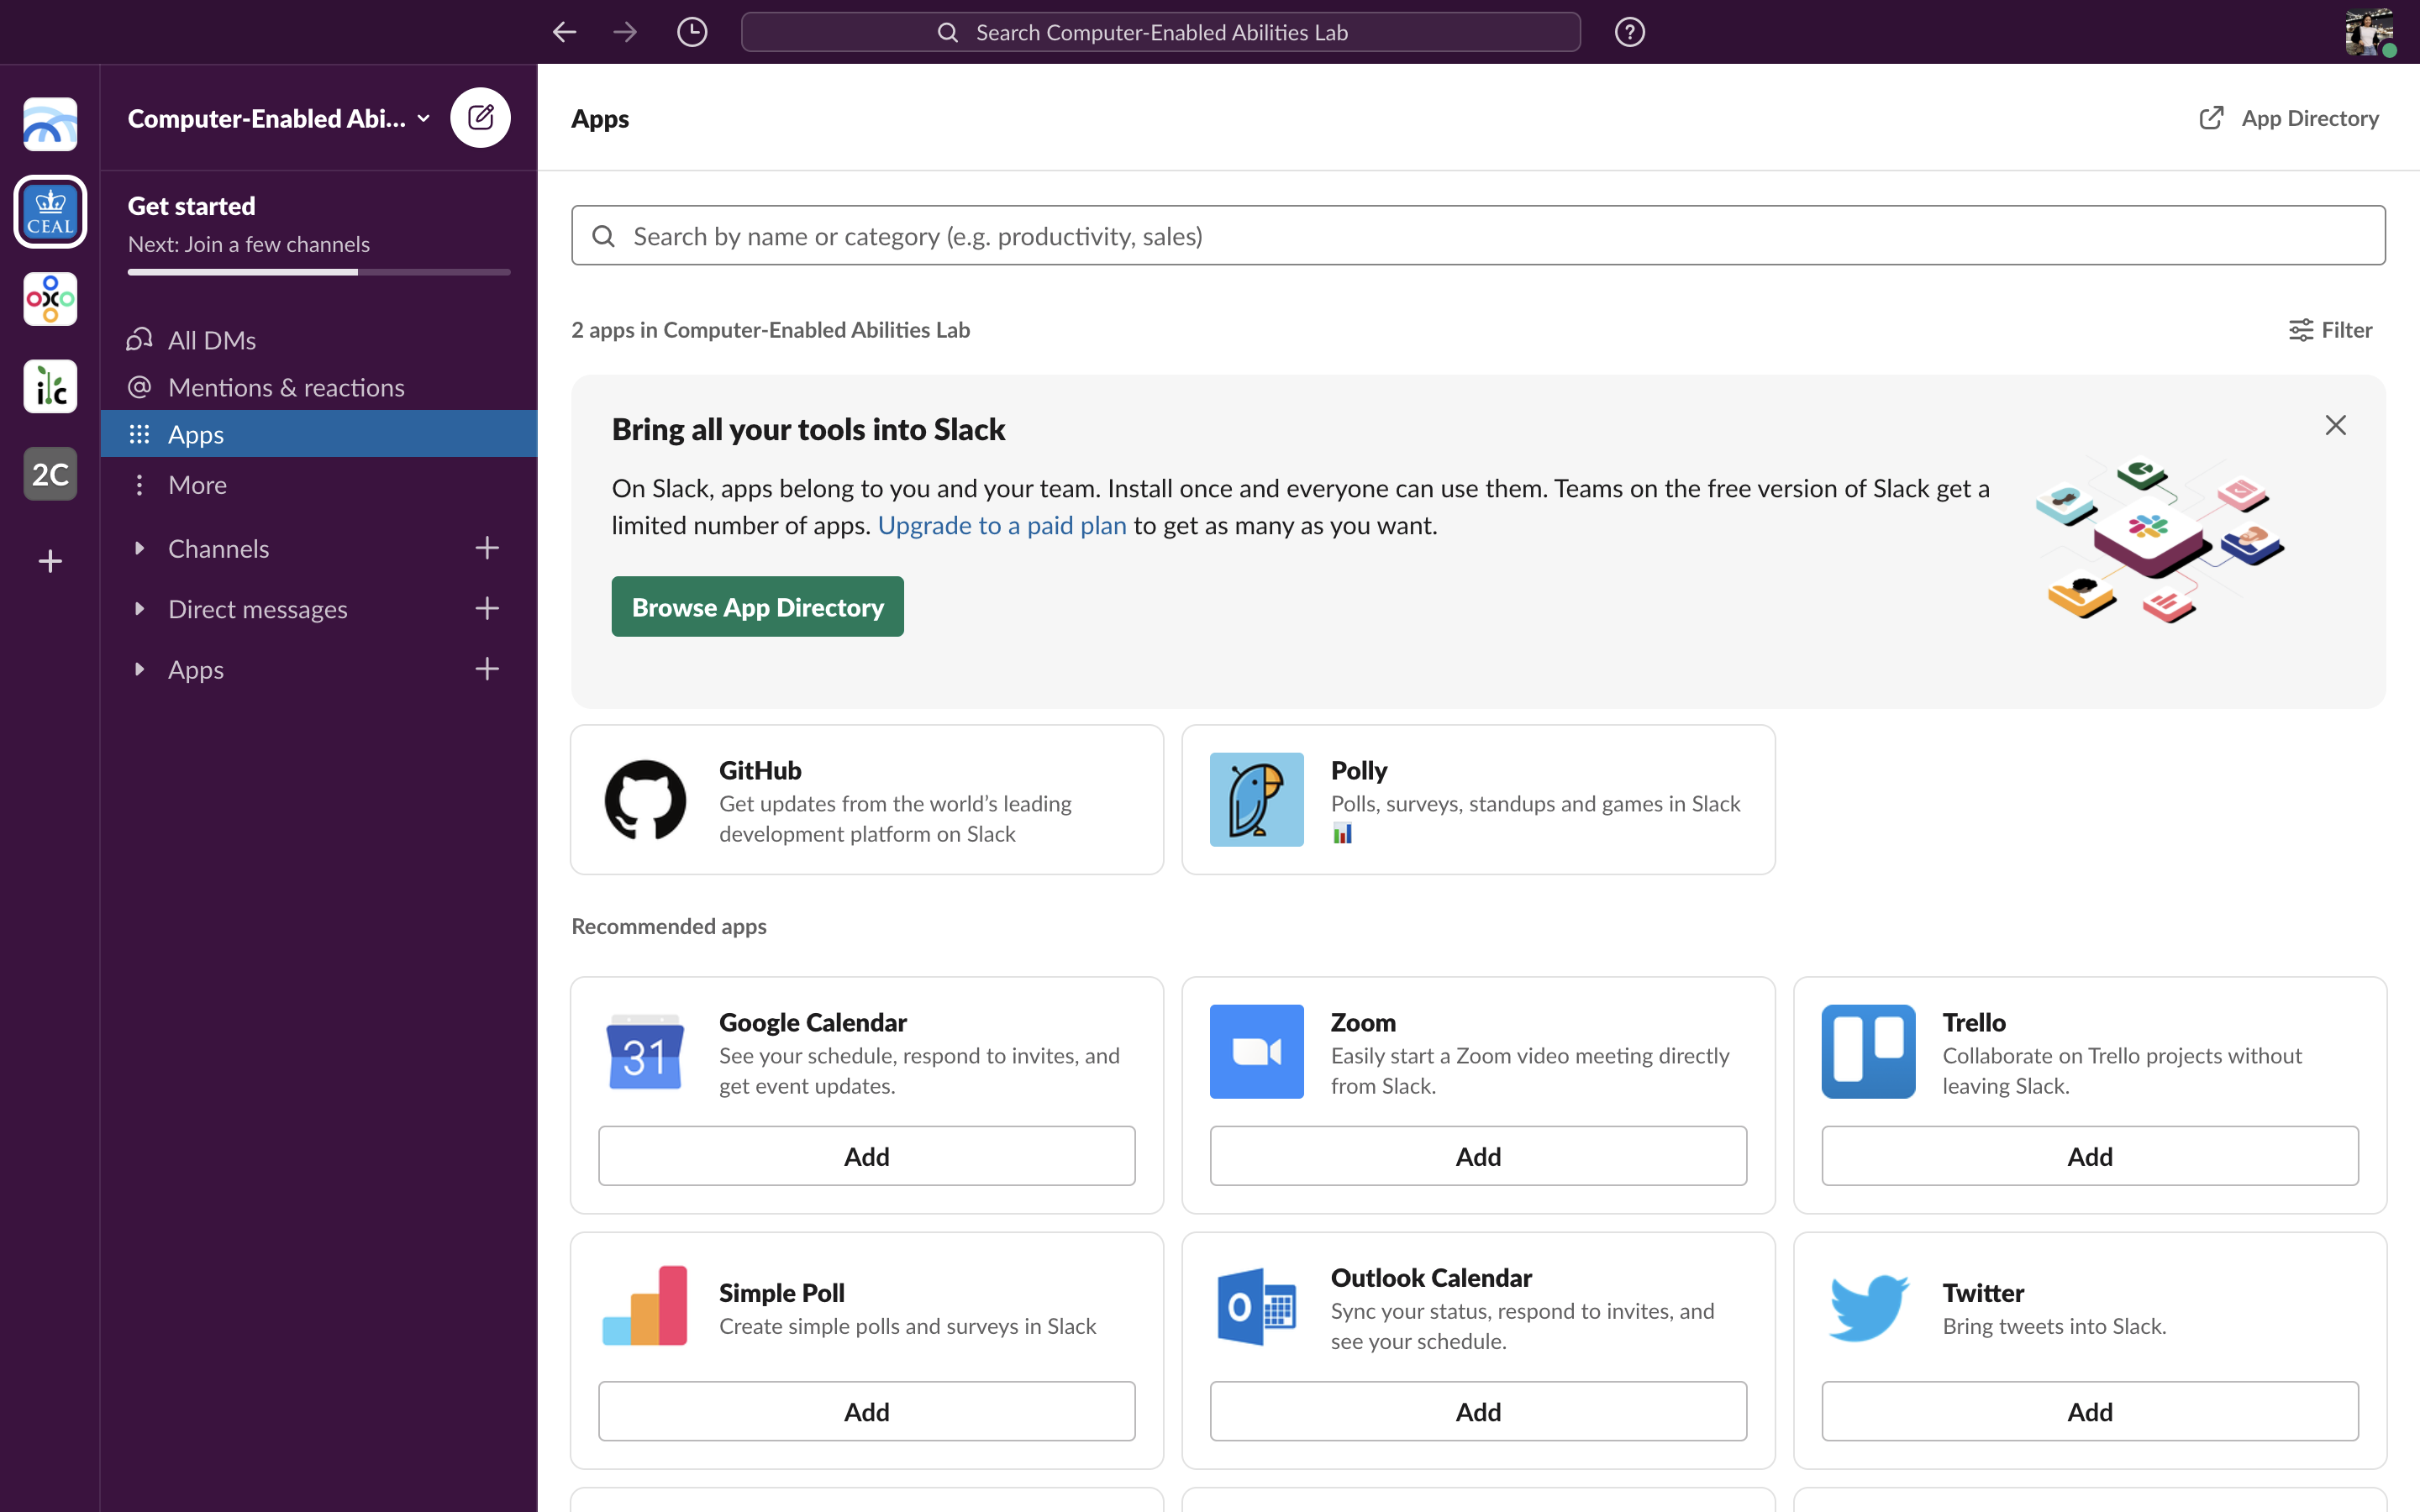 Search Computer-Enabled Abilities Lab
Computer-Enabled Abi...
CEAL
ilc
2C
Get started
Next: Join a few channels
All DMs
Mentions & reactions
Apps
More
Channels
Direct messages
Apps
Apps
App Directory
Search by name or category (e.g. productivity, sales)
2 apps in Computer-Enabled Abilities Lab
Filter
Bring all your tools into Slack
On Slack, apps belong to you and your team. Install once and everyone can use them. Teams on the free version of Slack get a
limited number of apps. Upgrade to a paid plan to get as many as you want.
Browse App Directory
GitHub
Get updates from the world’s leading
development platform on Slack
Polly
Polls, surveys, standups and games in Slack
📊
Recommended apps
31
Google Calendar
See your schedule, respond to invites, and
get event updates.
Add
Zoom
Easily start a Zoom video meeting directly
from Slack.
Add
Trello
Collaborate on Trello projects without
leaving Slack.
Add
Simple Poll
Create simple polls and surveys in Slack
Add
Outlook Calendar
Sync your status, respond to invites, and
see your schedule.
Add
Twitter
Bring tweets into Slack.
Add